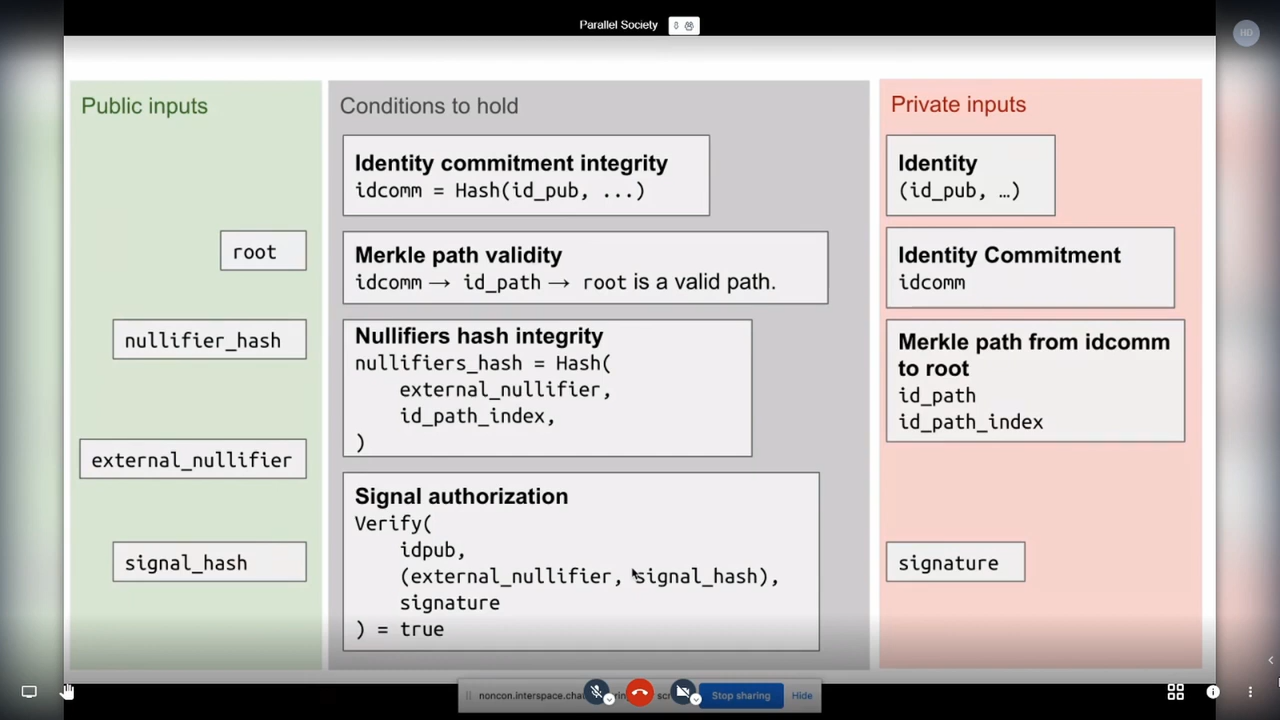 Parallel Society 8
HD
Public inputs
root
nullifier_hash
external_nullifier
signal_hash
Conditions to hold
Identity commitment integrity
idcomm = Hash(id_pub, ...)
Merkle path validity
idcomm → id_path → root is a valid path.
Nullifiers hash integrity
nullifiers_hash = Hash(
external_nullifier,
id_path_index,
)
Signal authorization
Verify(
idpub,
(external_nullifier, signal_hash),
signature
) = true
Private inputs
Identity
(id_pub, …)
Identity Commitment
idcomm
Merkle path from idcomm
to root
id_path
id_path_index
signature
Stop sharing
Hide